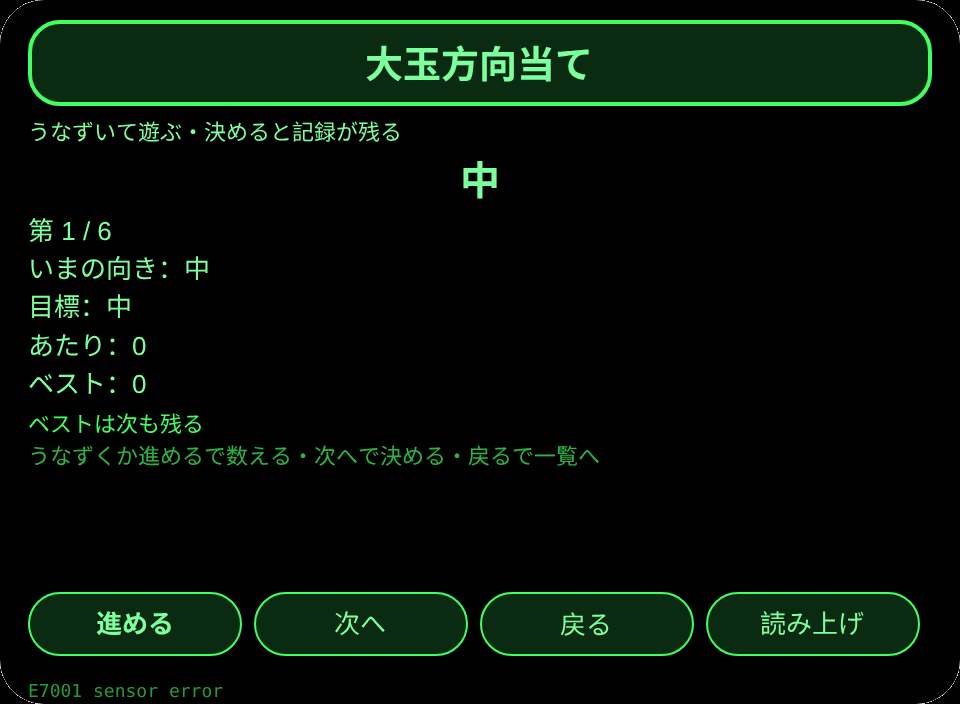 大玉方向当て
うなずいて遊ぶ・決めると記録が残る
中
第 1 / 6
いまの向き：中
目標：中
あたり：0
ベスト：0
ベストは次も残る
うなずくか進めるで数える・次へで決める・戻るで一覧へ
進める 次へ 戻る 読み上げ
E7001 sensor error